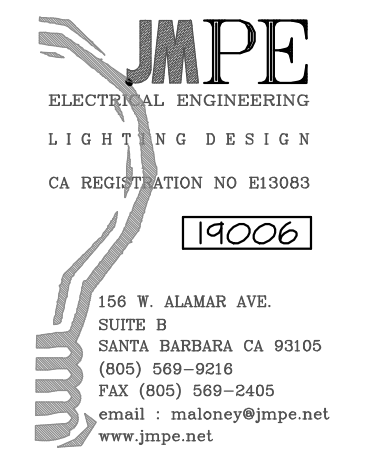 JMPE
ELECTRICAL ENGINEERING
LIGHTING DESIGN
CA REGISTRATION NO E13083
19006
156 W. ALAMAR AVE.
SUITE B
SANTA BARBARA CA 93105
(805) 569-9216
FAX (805) 569-2405
email : maloney@jmpe.net
www.jmpe.net